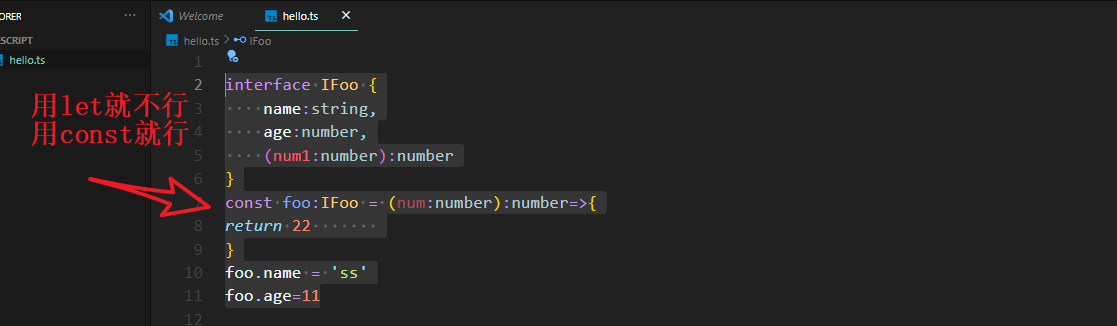 ORER
···
Welcome
TS hello.ts ×
SCRIPT
TS hello.ts > IFoo
hello.ts
1
2 interface IFoo {
3 ····name:string,
4 ····age:number,
5 ····(num1:number):number
6 }
const·foo:IFoo·=·(num:number):number=>{
8 return·22·······
9 }
10 foo.name·=·'ss'
11 foo.age=11
12
用let就不行
用const就行